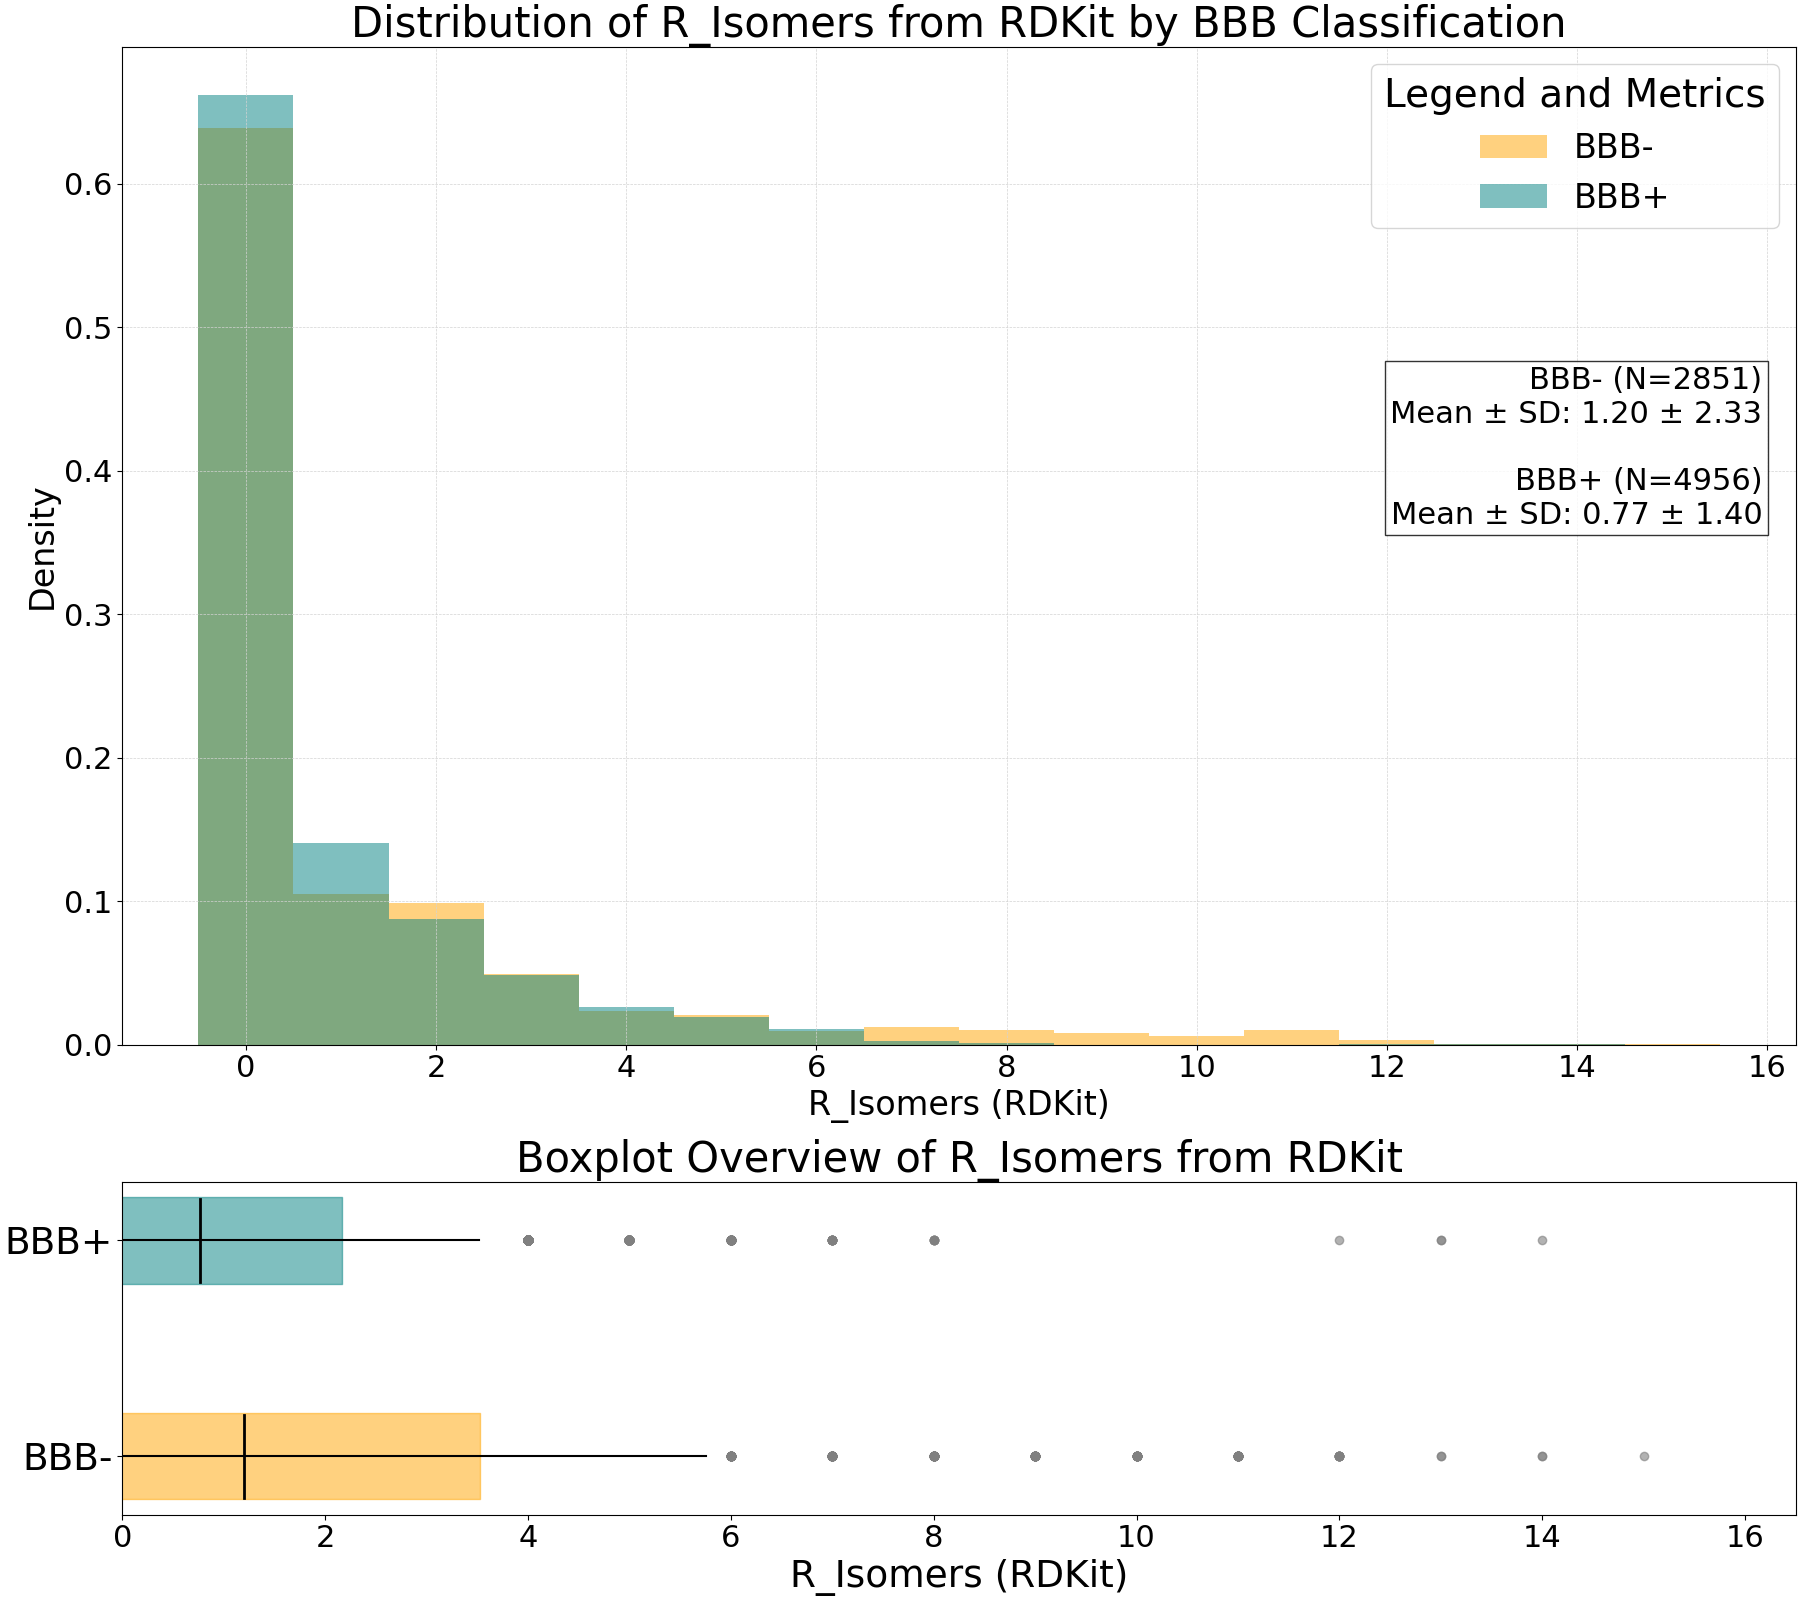 Distribution of R_Isomers from RDKit by BBB Classification
Legend and Metrics
BBB-
BBB+
BBB- (N=2851)
Mean ± SD: 1.20 ± 2.33
BBB+ (N=4956)
Mean ± SD: 0.77 ± 1.40
Density
0.6
0.5
0.4
0.3
0.2
0.1
0.0
0 2 4 6 8 10 12 14 16
R_Isomers (RDKit)
Boxplot Overview of R_Isomers from RDKit
BBB+
BBB-
0 2 4 6 8 10 12 14 16
R_Isomers (RDKit)